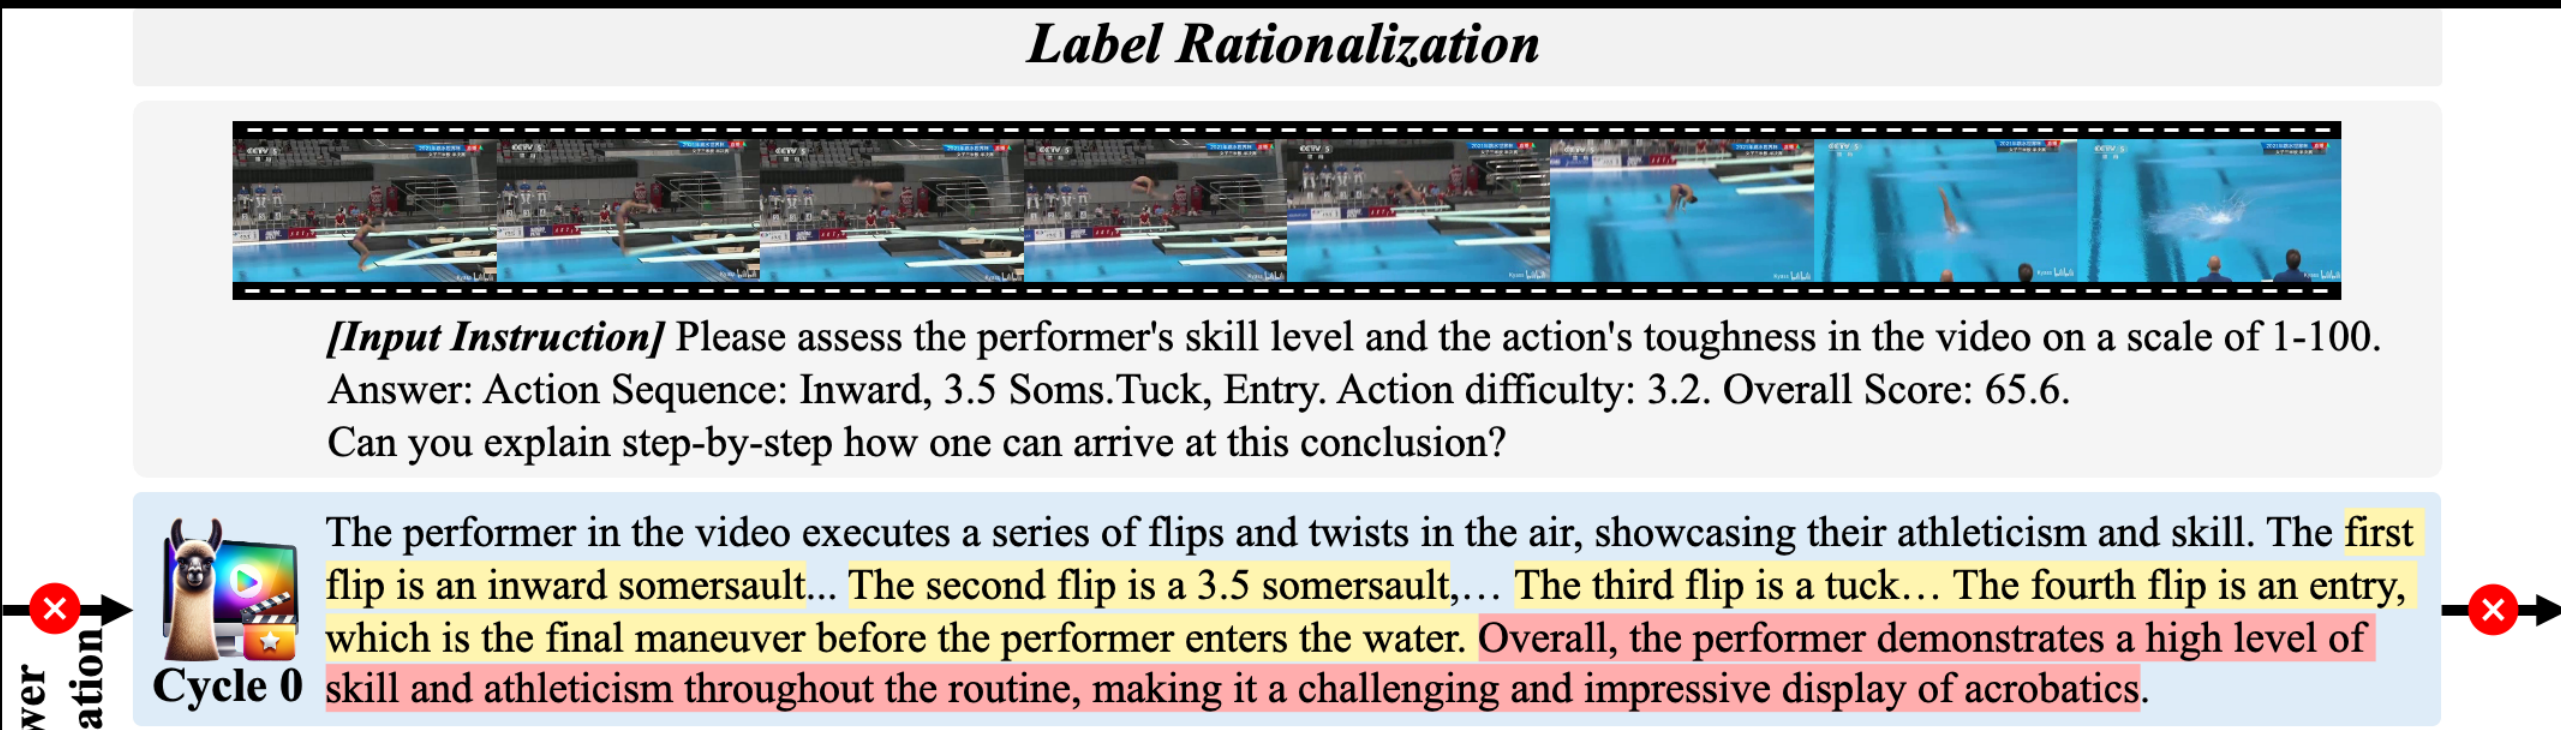 Label Rationalization
[Input Instruction] Please assess the performer's skill level and the action's toughness in the video on a scale of 1-100.
Answer: Action Sequence: Inward, 3.5 Soms.Tuck, Entry. Action difficulty: 3.2. Overall Score: 65.6.
Can you explain step-by-step how one can arrive at this conclusion?
The performer in the video executes a series of flips and twists in the air, showcasing their athleticism and skill. The first
flip is an inward somersault... The second flip is a 3.5 somersault,… The third flip is a tuck… The fourth flip is an entry,
which is the final maneuver before the performer enters the water. Overall, the performer demonstrates a high level of
skill and athleticism throughout the routine, making it a challenging and impressive display of acrobatics.
Cycle 0
wer
ation